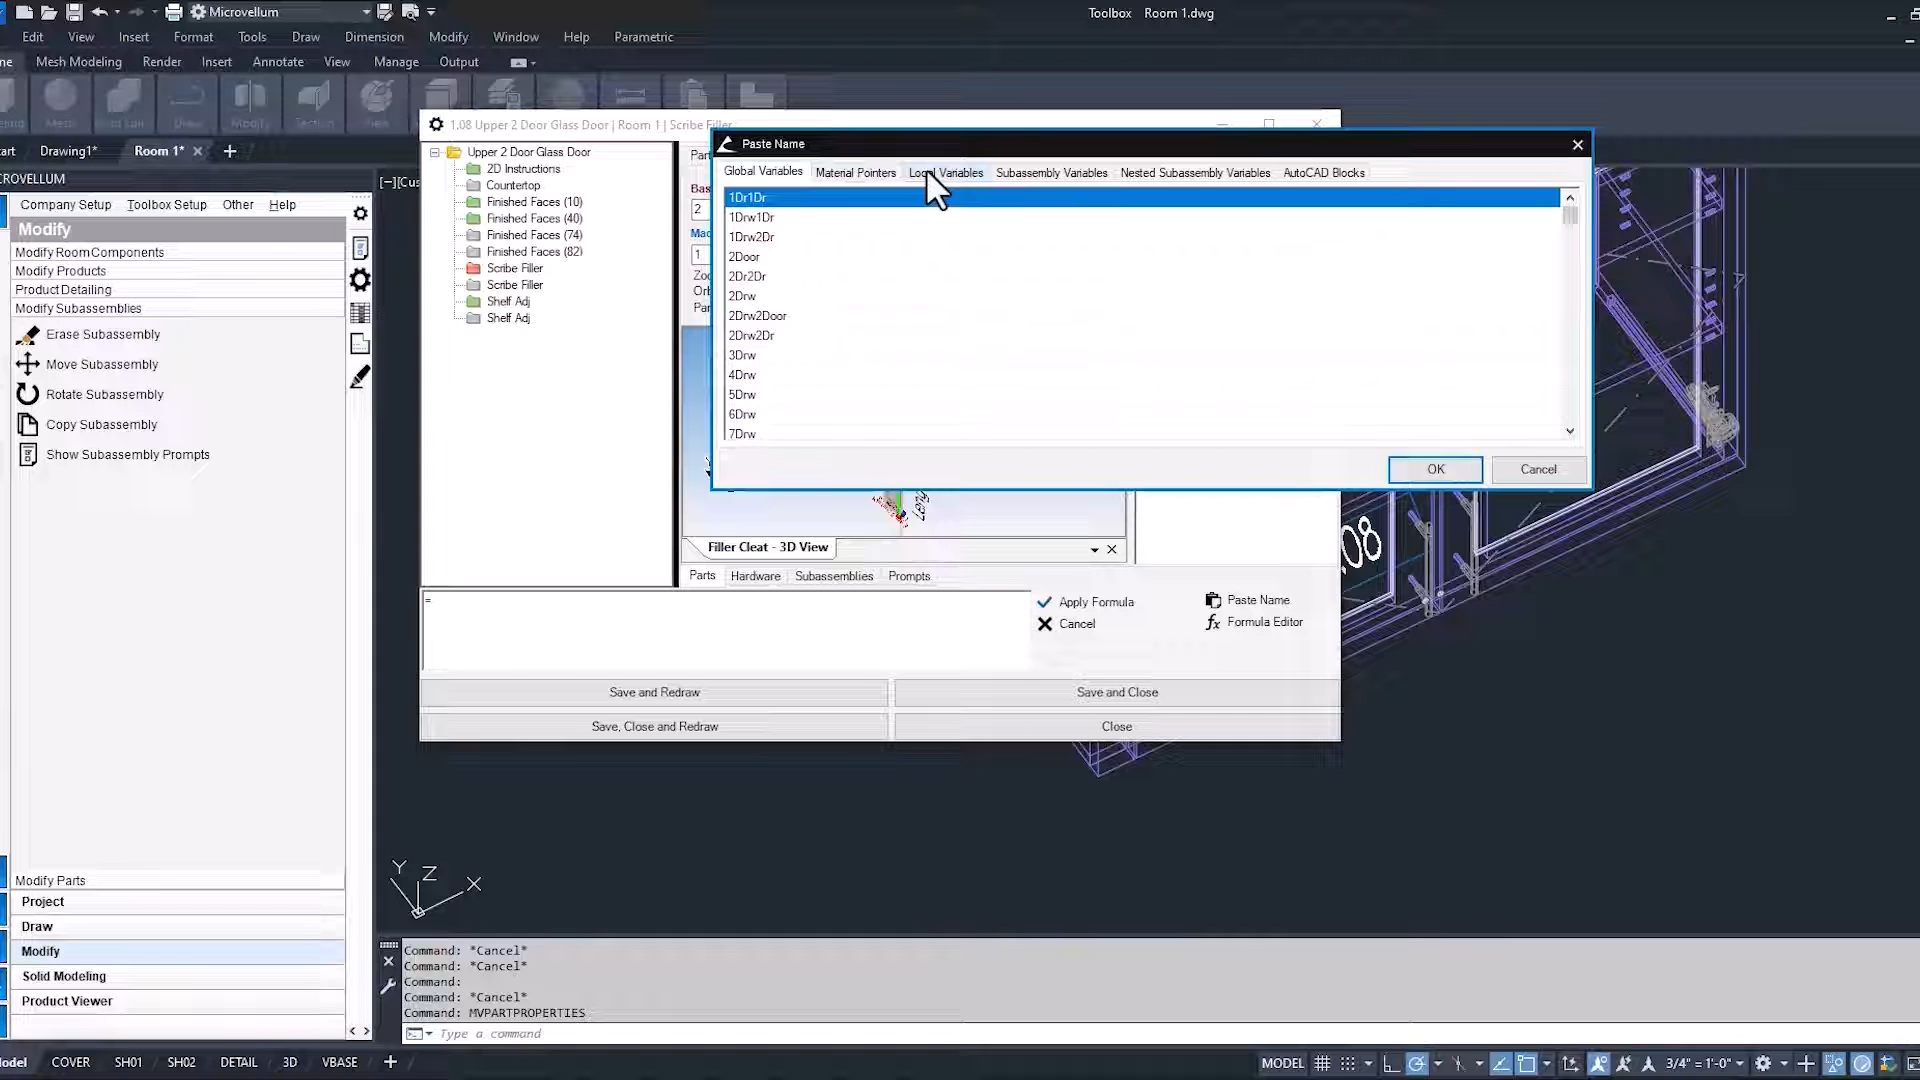 Microvellum
Toolbox Room 1.dwg
Edit View Insert Format Tools Draw Dimension Modify Window Help Parametric
Mesh Modeling Render Insert Annotate View Manage Output
Drawing1*
Room 1*
Company Setup Toolbox Setup Other Help
Modify
Modify Room Components
Modify Products
Product Detailing
Modify Subassemblies
Erase Subassembly
Move Subassembly
Rotate Subassembly
Copy Subassembly
Show Subassembly Prompts
Modify Parts
Project
Draw
Modify
Solid Modeling
Product Viewer
1.08 Upper 2 Door Glass Door | Room 1 | Scribe Filler
Upper 2 Door Glass Door
2D Instructions
Countertop
Finished Faces (10)
Finished Faces (40)
Finished Faces (74)
Finished Faces (82)
Scribe Filler
Scribe Filler
Shelf Adj
Shelf Adj
2
1
Paste Name
Global Variables Material Pointers Local Variables Subassembly Variables Nested Subassembly Variables AutoCAD Blocks
1Dr1Dr
1Drw1Dr
1Drw2Dr
2Door
2Dr2Dr
2Drw
2Drw2Door
2Drw2Dr
3Drw
4Drw
5Drw
6Drw
7Drw
OK Cancel
Filler Cleat - 3D View
Parts Hardware Subassemblies Prompts
=
Apply Formula
Cancel
Paste Name
Formula Editor
Save and Redraw
Save and Close
Save, Close and Redraw
Close
Y Z X
Command: *Cancel*
Command: *Cancel*
Command:
Command: *Cancel*
Command: MVPARTPROPERTIES
Type a command
COVER SH01 SH02 DETAIL 3D VBASE
MODEL
3/4" = 1'-0"